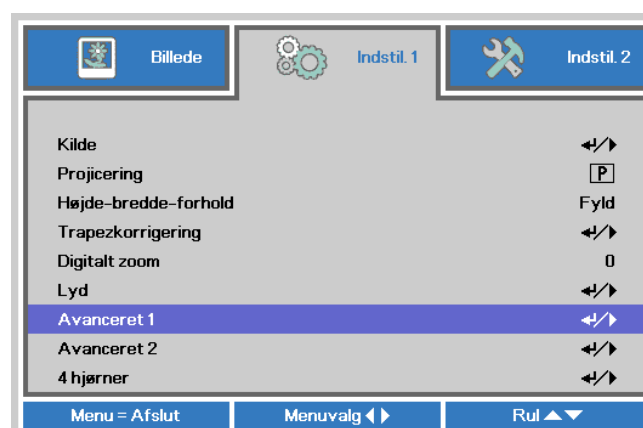 Billede Indstil. 1 Indstil. 2
Kilde
Projicering P
Højde-bredde-forhold Fyld
Trapezkorrigering
Digitalt zoom 0
Lyd
Avanceret 1
Avanceret 2
4 hjørner
Menu = Afslut Menuvalg Rul